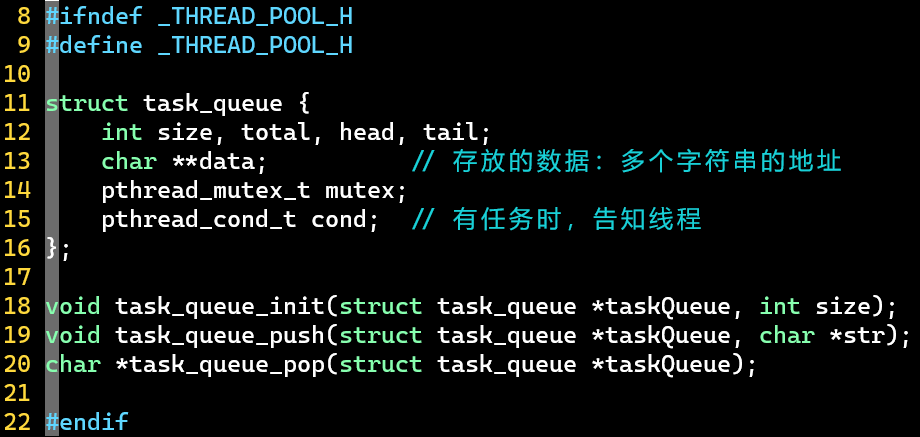 8 #ifndef _THREAD_POOL_H
9 #define _THREAD_POOL_H
10
11 struct task_queue {
12     int size, total, head, tail;
13     char **data;          // 存放的数据：多个字符串的地址
14     pthread_mutex_t mutex;
15     pthread_cond_t cond;  // 有任务时，告知线程
16 };
17
18 void task_queue_init(struct task_queue *taskQueue, int size);
19 void task_queue_push(struct task_queue *taskQueue, char *str);
20 char *task_queue_pop(struct task_queue *taskQueue);
21
22 #endif